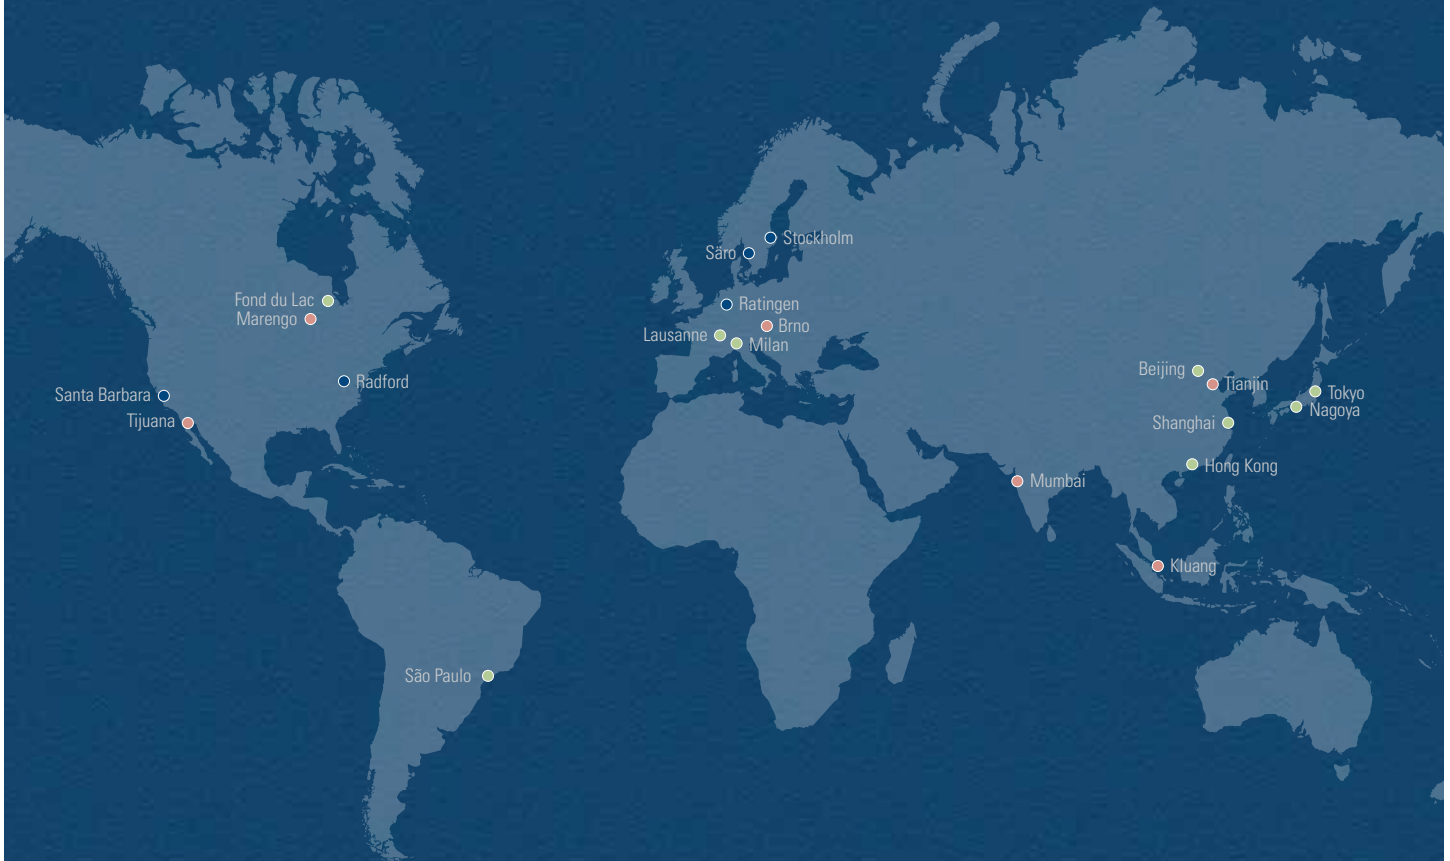 Stockholm
Säro
Fond du Lac
Ratingen
Marengo
Brno
Lausanne
Milan
Beijing
Radford
Tianjin
Santa Barbara
Tokyo
Nagoya
Tijuana
Shanghai
Hong Kong
Mumbai
Kluang
São Paulo